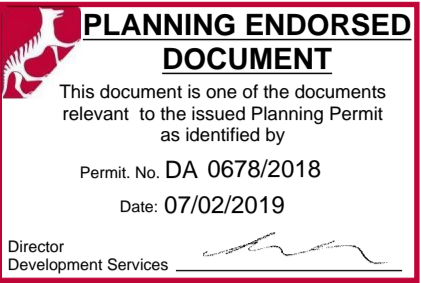 PLANNING ENDORSED
DOCUMENT
This document is one of the documents
relevant to the issued Planning Permit
as identified by
Permit. No. DA 0678/2018
Date: 07/02/2019
Director
Development Services